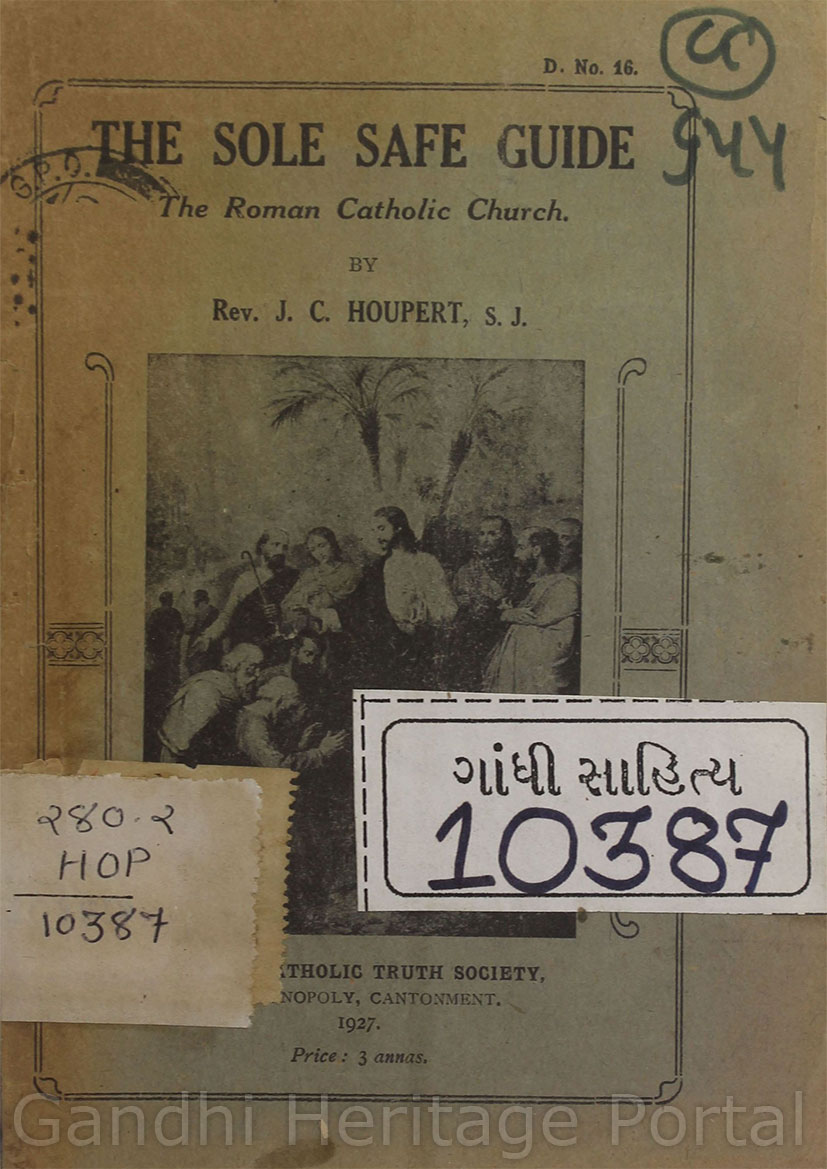 D. No. 16.
THE SOLE SAFE GUIDE
૬૫૫
G.P.O.
The Roman Catholic Church.
BY
Rev. J. C. HOUPERT, S. J.
ગાંધી સાહિત્ય
10387
૨૪૦.૨
HOP
10387
ATHOLIC TRUTH SOCIETY,
NOPOLY, CANTONMENT.
1927.
Price: 3 annas.
Gandhi Heritage Portal